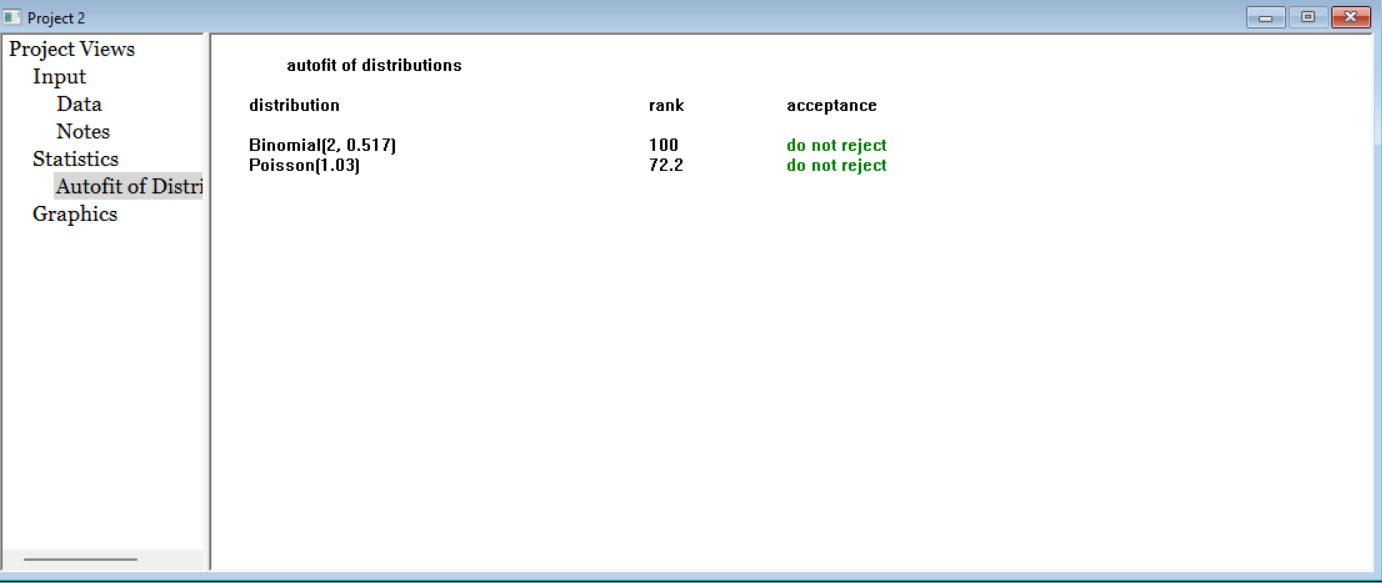 Project 2
Project Views
Input
Data
Notes
Statistics
Autofit of Distri
Graphics
autofit of distributions
distribution rank acceptance
Binomial(2, 0.517) 100 do not reject
Poisson(1.03) 72.2 do not reject